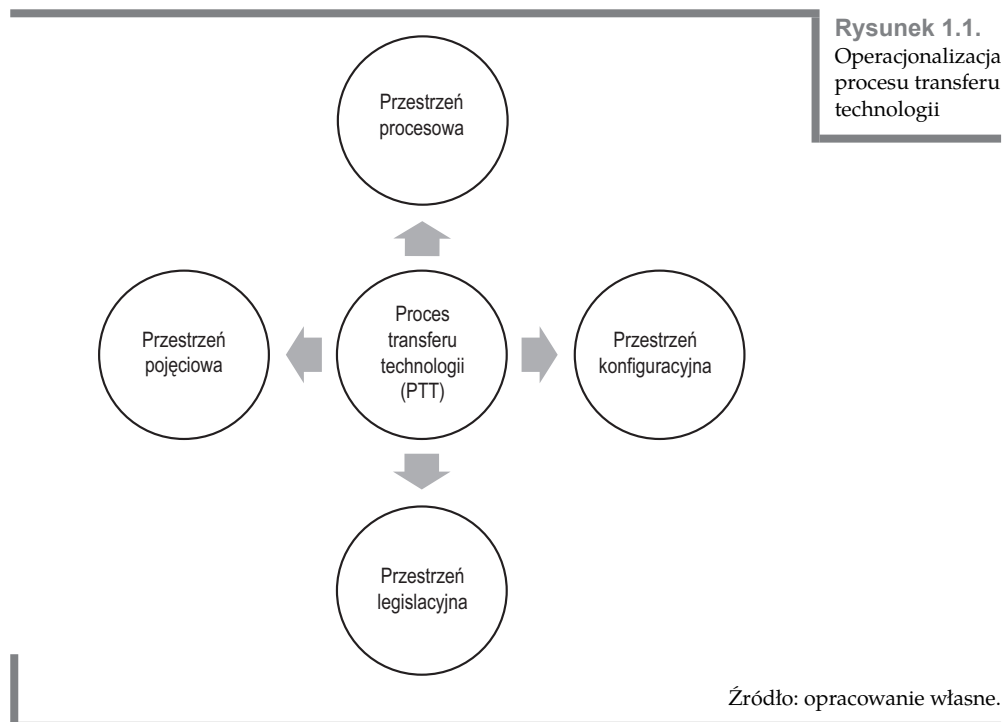 Rysunek 1.1.
Operacjonalizacja
procesu transferu
technologii
Przestrzeń
procesowa
Przestrzeń
pojęciowa
Proces
transferu
technologii
(PTT)
Przestrzeń
konfiguracyjna
Przestrzeń
legislacyjna
Źródło: opracowanie własne.